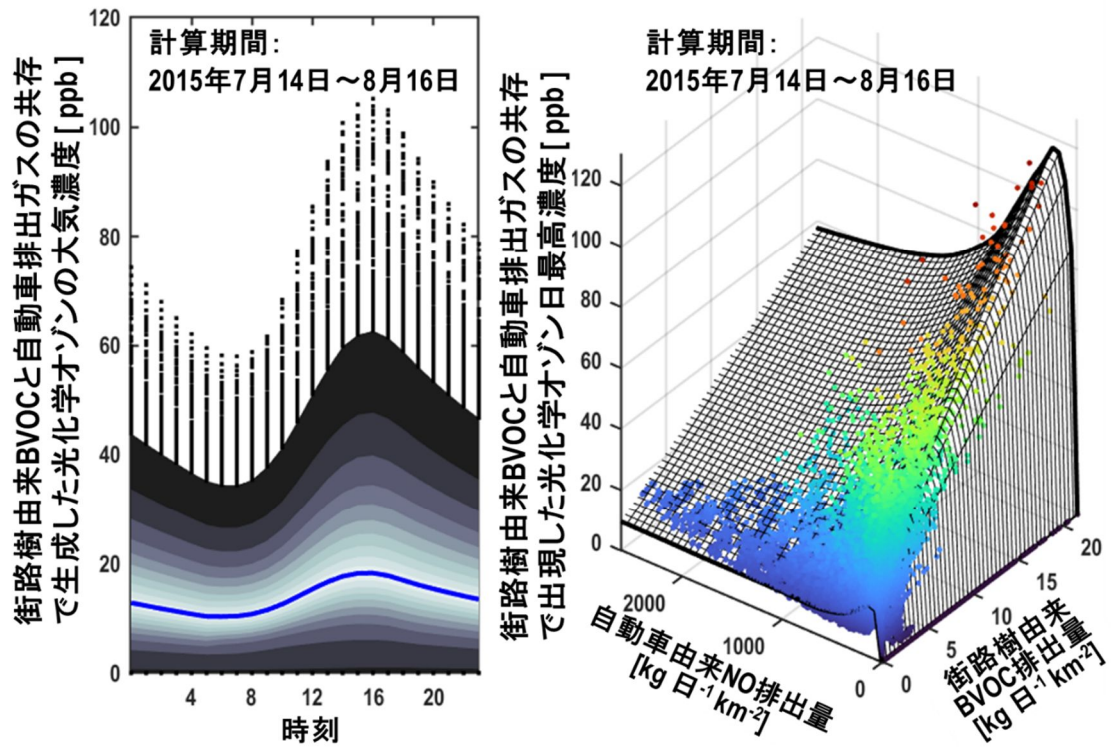 街路樹由来BVOCと自動車排出ガスの共存
で生成した光化学オゾンの大気濃度[ppb]
120
100
80
60
40
20
0
計算期間:
2015年7月14日～8月16日
4
8
12
16
20
時刻
街路樹由来BVOCと自動車排出ガスの共存
で出現した光化学オゾン日最高濃度[ppb]
計算期間:
2015年7月14日～8月16日
120
100
80
60
40
20
0
2000
1000
0
自動車由来NO排出量
[kg 日-1 km-2]
0
5
10
15
20
街路樹由来
BVOC排出量
[kg 日-1 km-2]